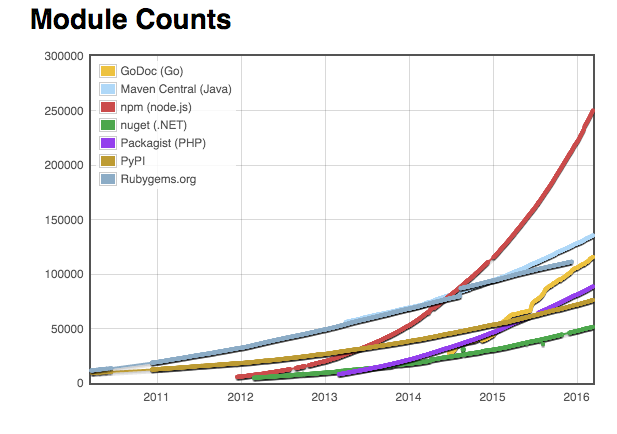 Module Counts
300000
250000
200000
150000
100000
50000
0
GoDoc (Go)
Maven Central (Java)
npm (node.js)
nuget (.NET)
Packagist (PHP)
PyPI
Rubygems.org
2011 2012 2013 2014 2015 2016